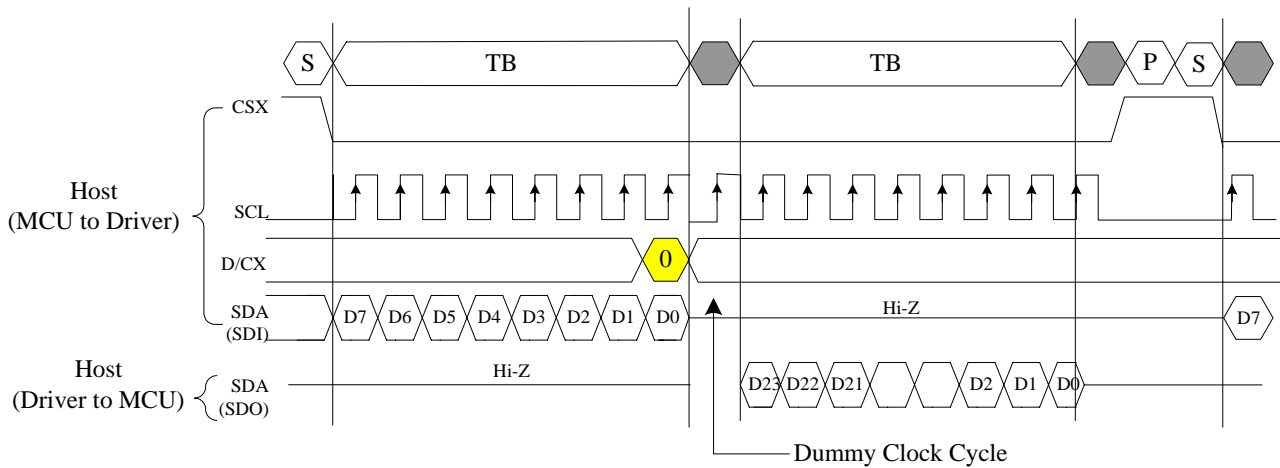 S TB TB P S
CSX
Host
(MCU to Driver)
SCL
D/CX 0
SDA
(SDI)
D7 D6 D5 D4 D3 D2 D1 D0 Hi-Z D7
Host
(Driver to MCU)
SDA
(SDO)
Hi-Z D23 D22 D21 D2 D1 D0
Dummy Clock Cycle